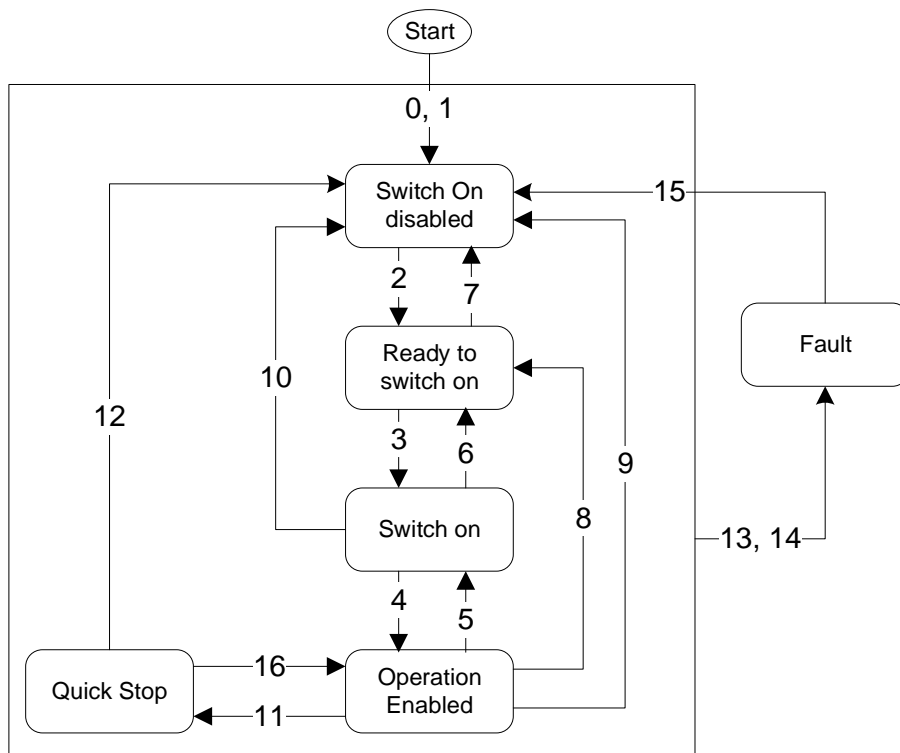 Start
0, 1
Switch On
disabled
15
2
7
Ready to
switch on
Fault
10
12
3
6
9
8
Switch on
13, 14
4
5
16
Operation
Enabled
Quick Stop
11